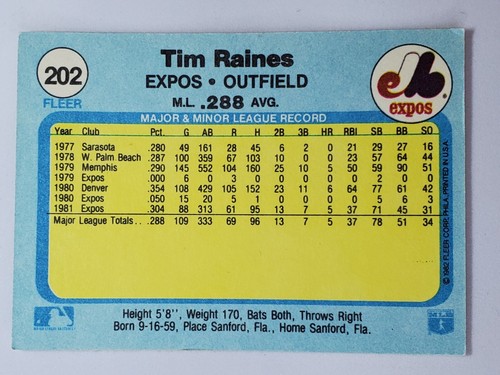 202
FLEER
Tim Raines
EXPOS • OUTFIELD
M.L. .288 AVG.
expos
MAJOR & MINOR LEAGUE RECORD
Year Club Pct. G AB R H 2B 3B HR RBI SB BB SO
1977 Sarasota .280 49 161 28 45 6 2 0 21 29 27 16
1978 W. Palm Beach .287 100 359 67 103 10 0 0 23 57 64 44
1979 Memphis .290 145 552 104 160 25 10 5 50 59 90 51
1979 Expos .000 6 0 3 0 0 0 0 0 2 0 0
1980 Denver .354 108 429 105 152 23 11 6 64 77 61 42
1980 Expos .050 15 20 5 1 0 0 0 0 5 6 3
1981 Expos .304 88 313 61 95 13 7 5 37 71 45 31
Major League Totals . . .288 109 333 69 96 13 7 5 37 78 51 34
© 1982 FLEER CORP. PHILA. PRINTED IN U.S.A.
Height 5'8'', Weight 170, Bats Both, Throws Right
Born 9-16-59, Place Sanford, Fla., Home Sanford, Fla.